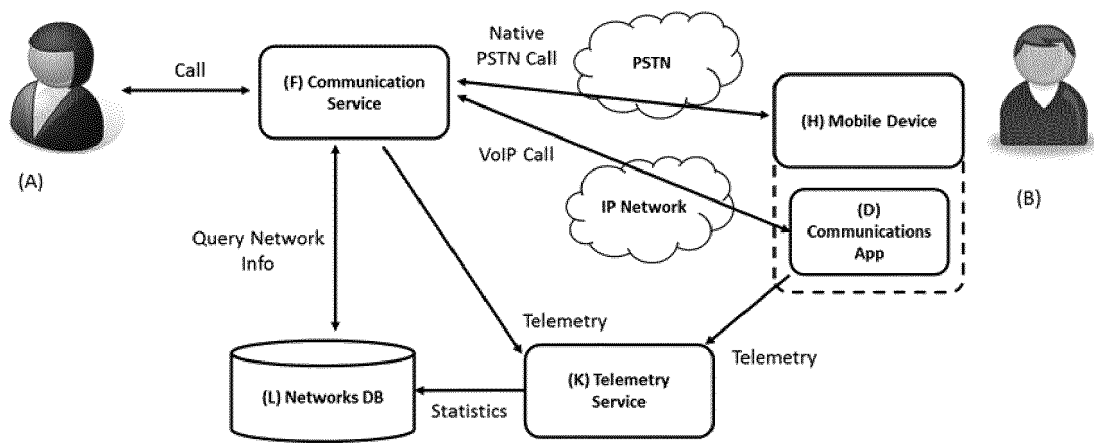 Native
PSTN Call
PSTN
Call
(F) Communication
Service
(H) Mobile Device
VoIP Call
(A)
(B)
IP Network
(D)
Communications
App
Query Network
Info
Telemetry
Telemetry
(L) Networks DB
Statistics
(K) Telemetry
Service